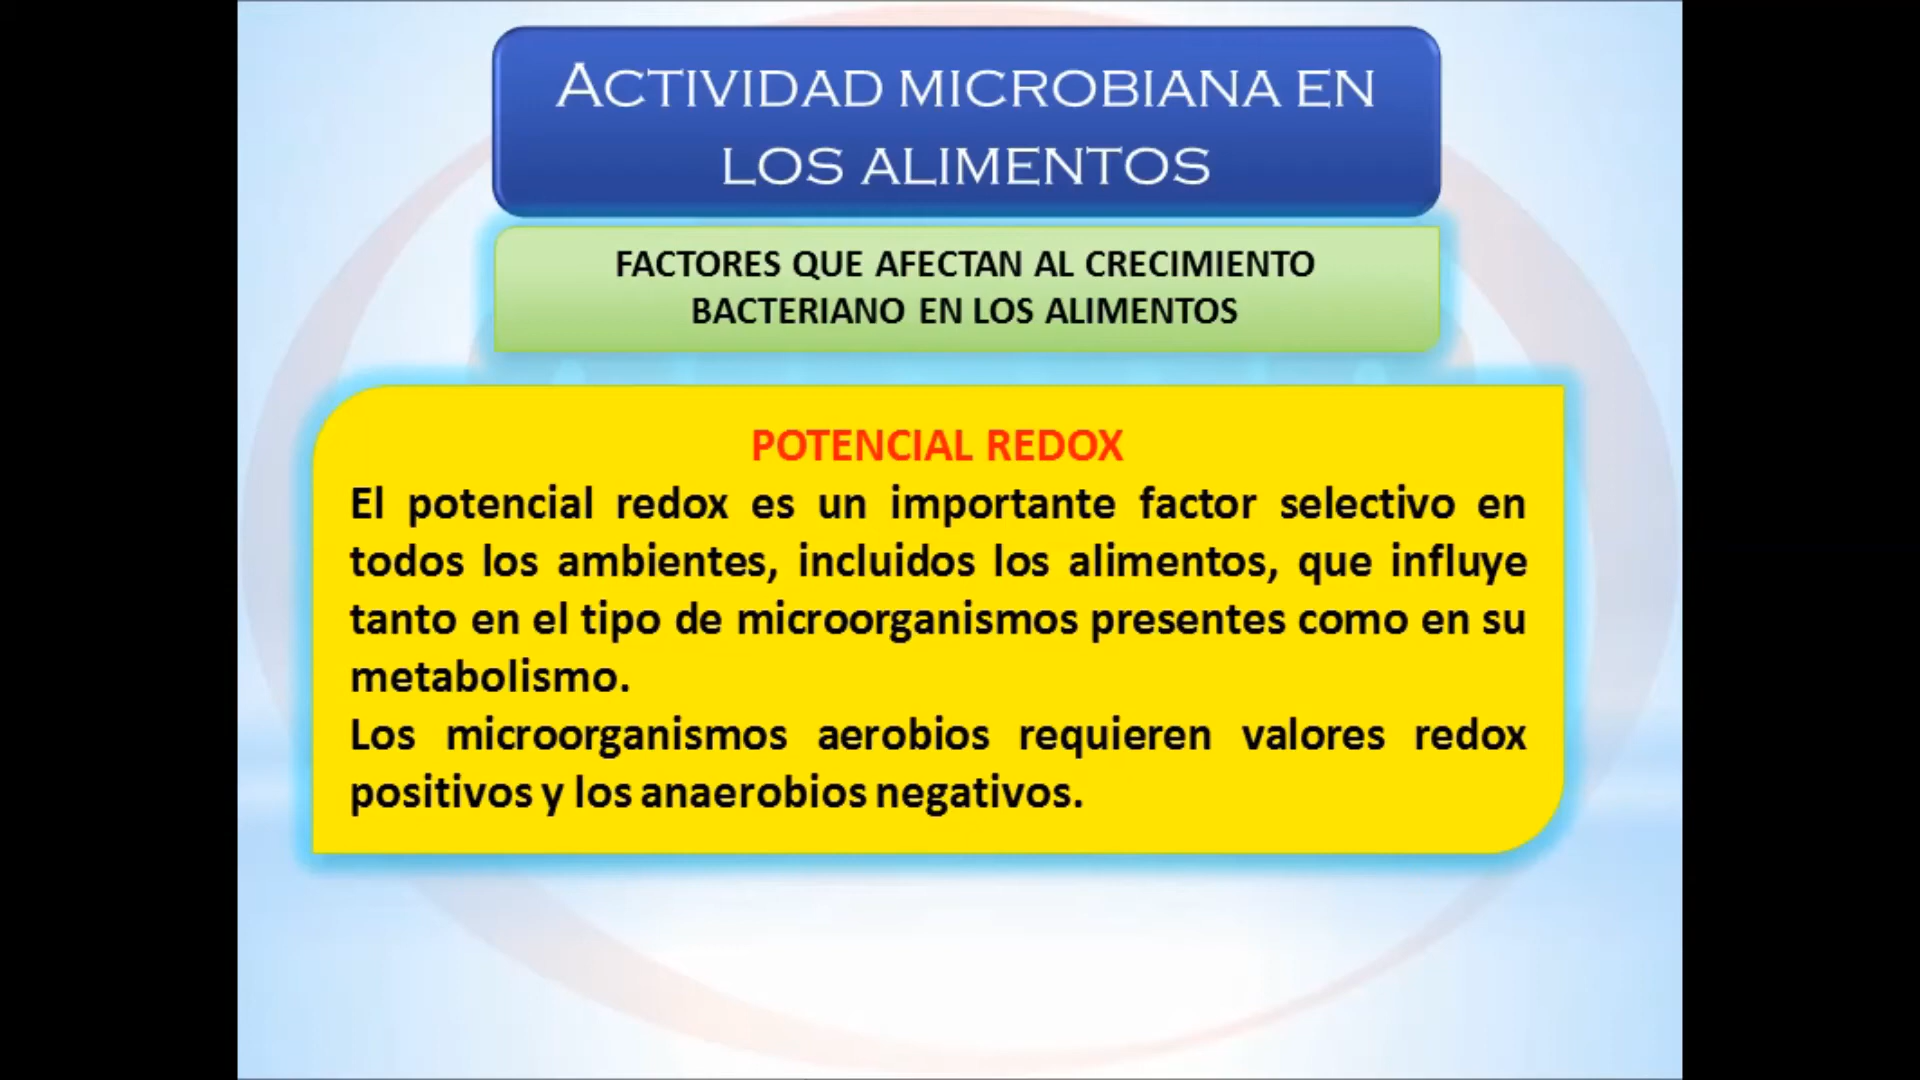 ACTIVIDAD MICROBIANA EN
LOS ALIMENTOS
FACTORES QUE AFECTAN AL CRECIMIENTO
BACTERIANO EN LOS ALIMENTOS
POTENCIAL REDOX
El potencial redox es un importante factor selectivo en
todos los ambientes, incluidos los alimentos, que influye
tanto en el tipo de microorganismos presentes como en su
metabolismo.
Los microorganismos aerobios requieren valores redox
positivos y los anaerobios negativos.